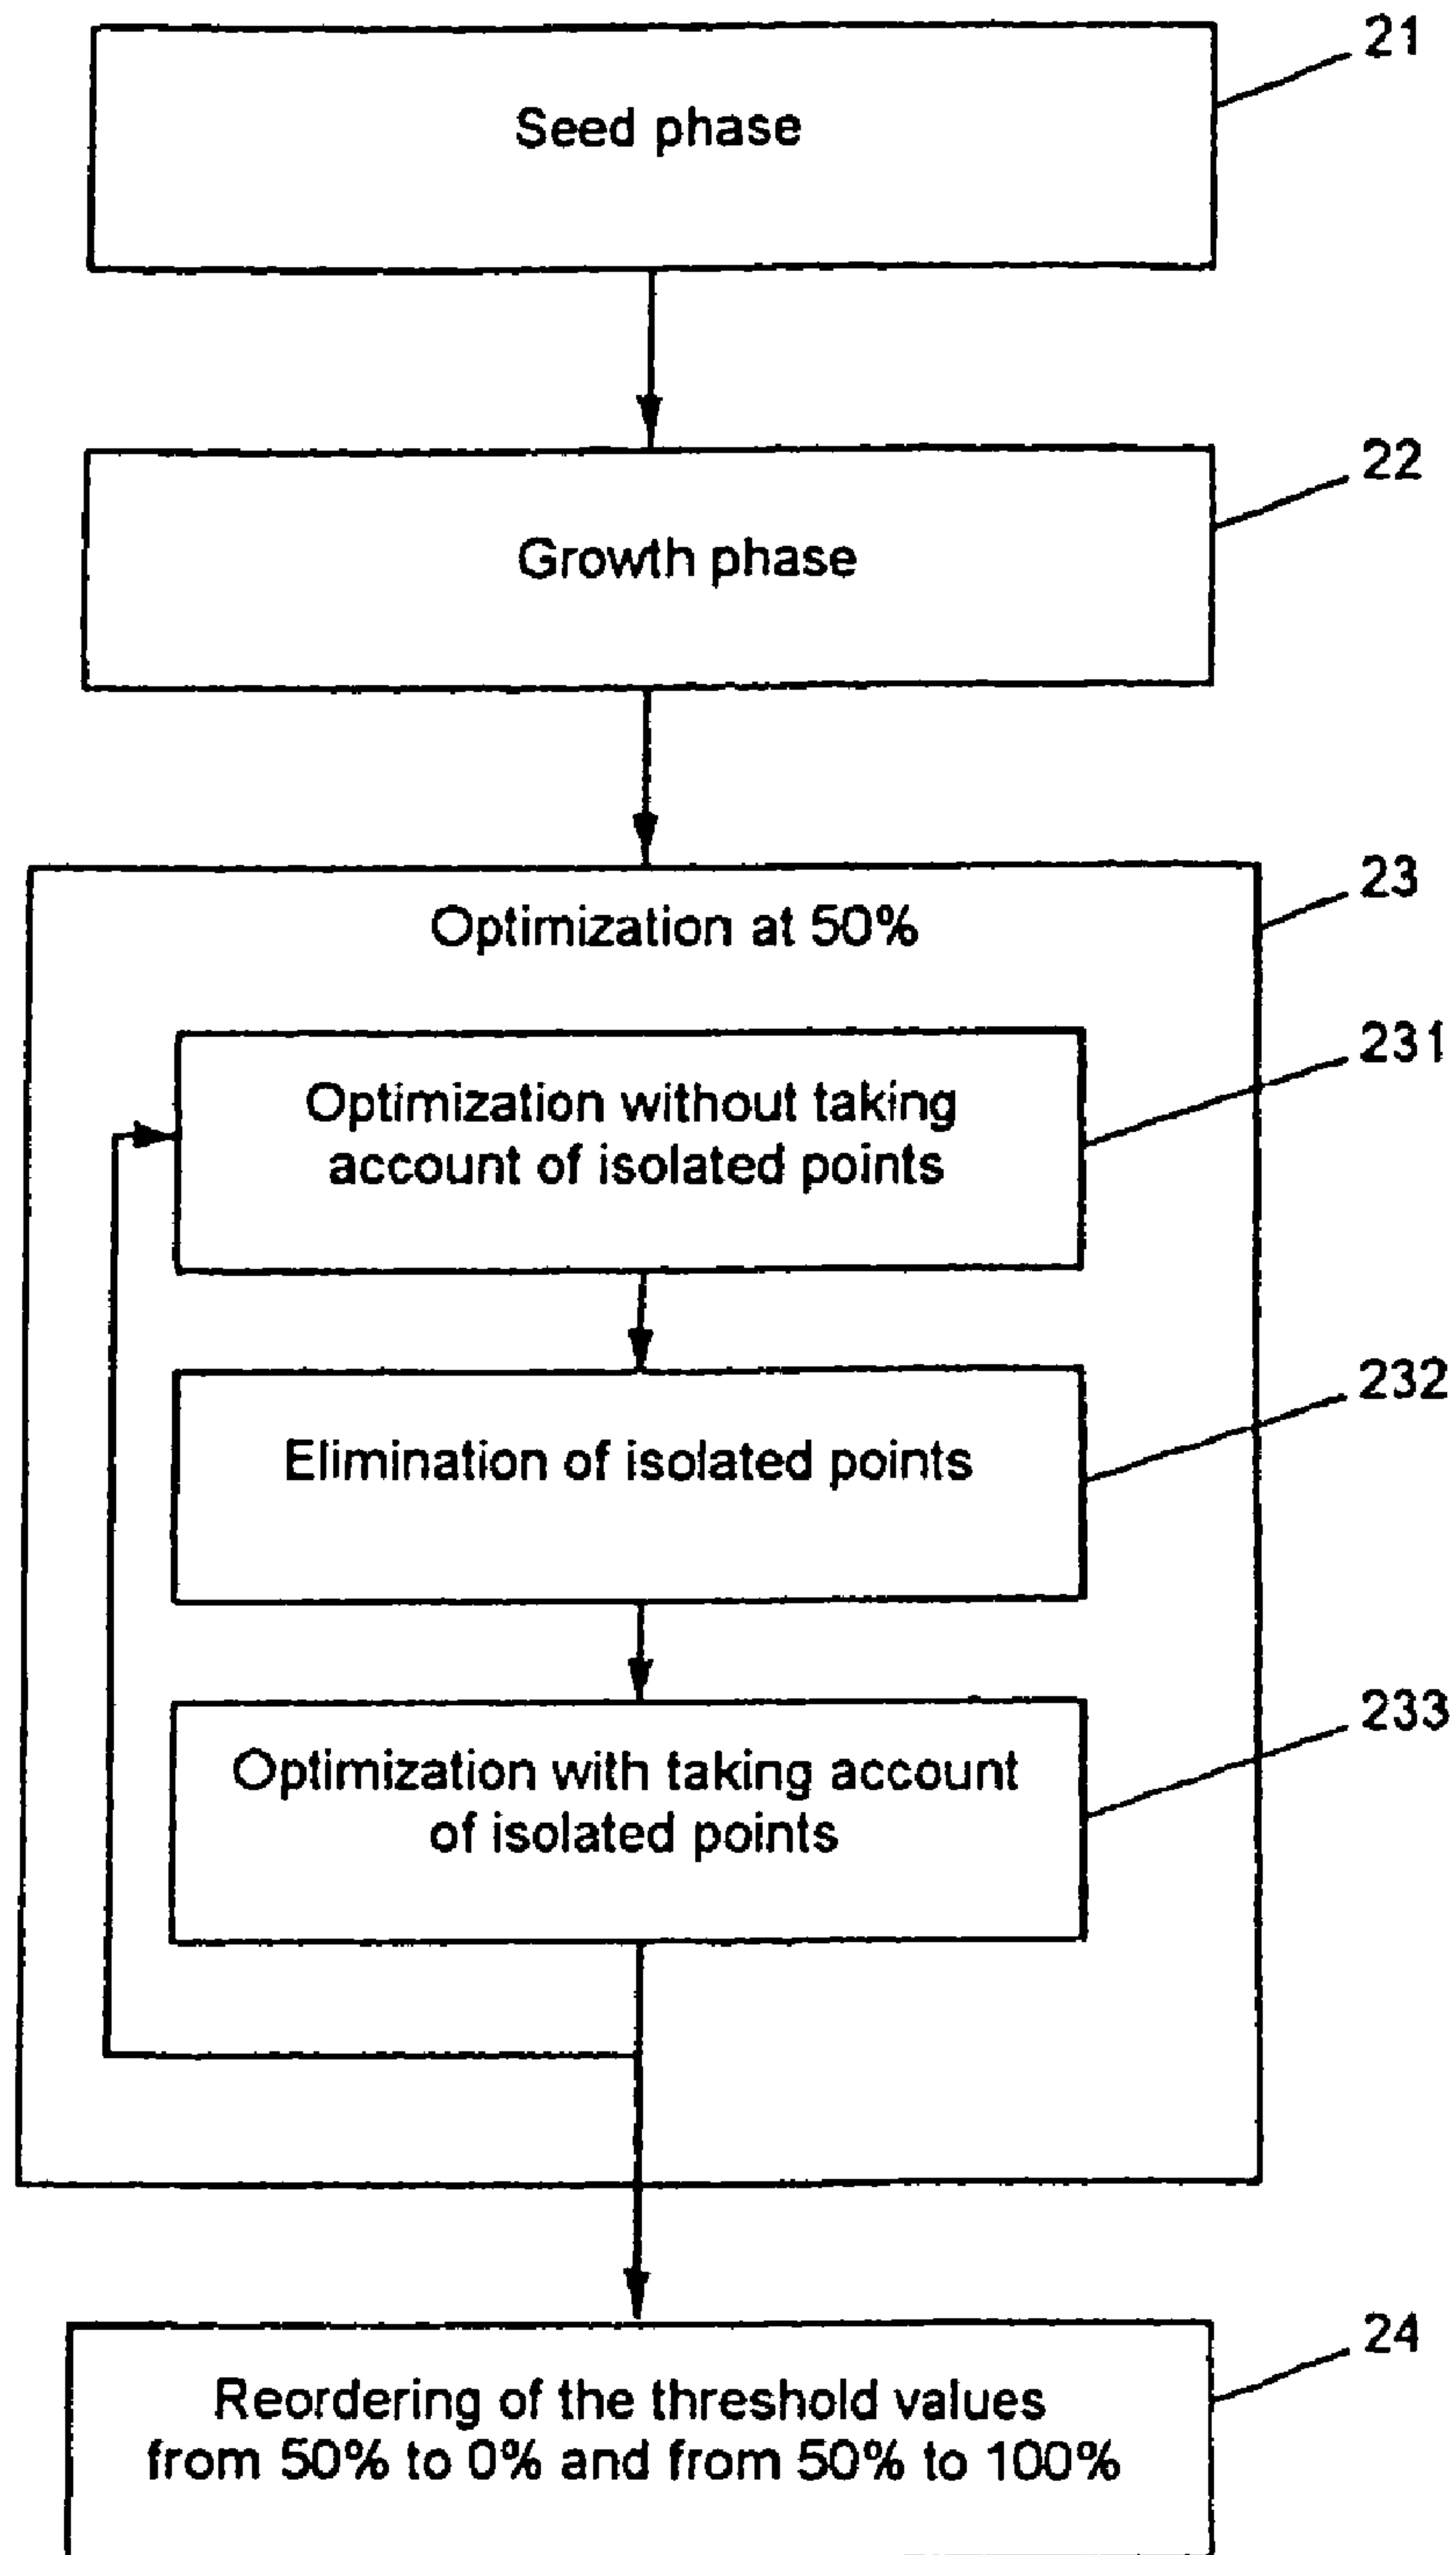 21
Seed phase
22
Growth phase
23
Optimization at 50%
231
Optimization without taking
account of isolated points
232
Elimination of isolated points
233
Optimization with taking account
of isolated points
24
Reordering of the threshold values
from 50% to 0% and from 50% to 100%